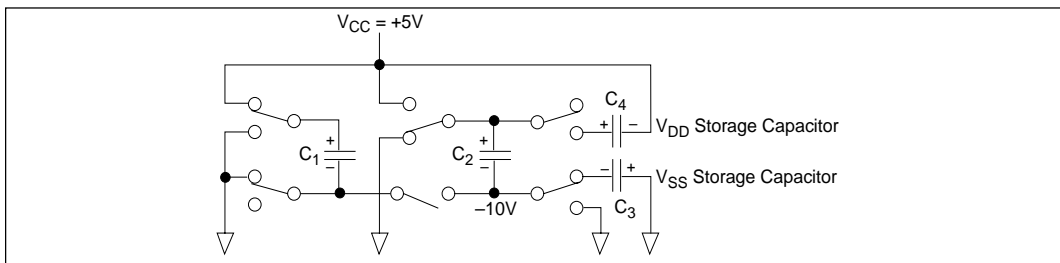 V_CC = +5V
C_4
+ −
V_DD Storage Capacitor
+
C_1
−
+
C_2
−
− +
V_SS Storage Capacitor
C_3
−10V